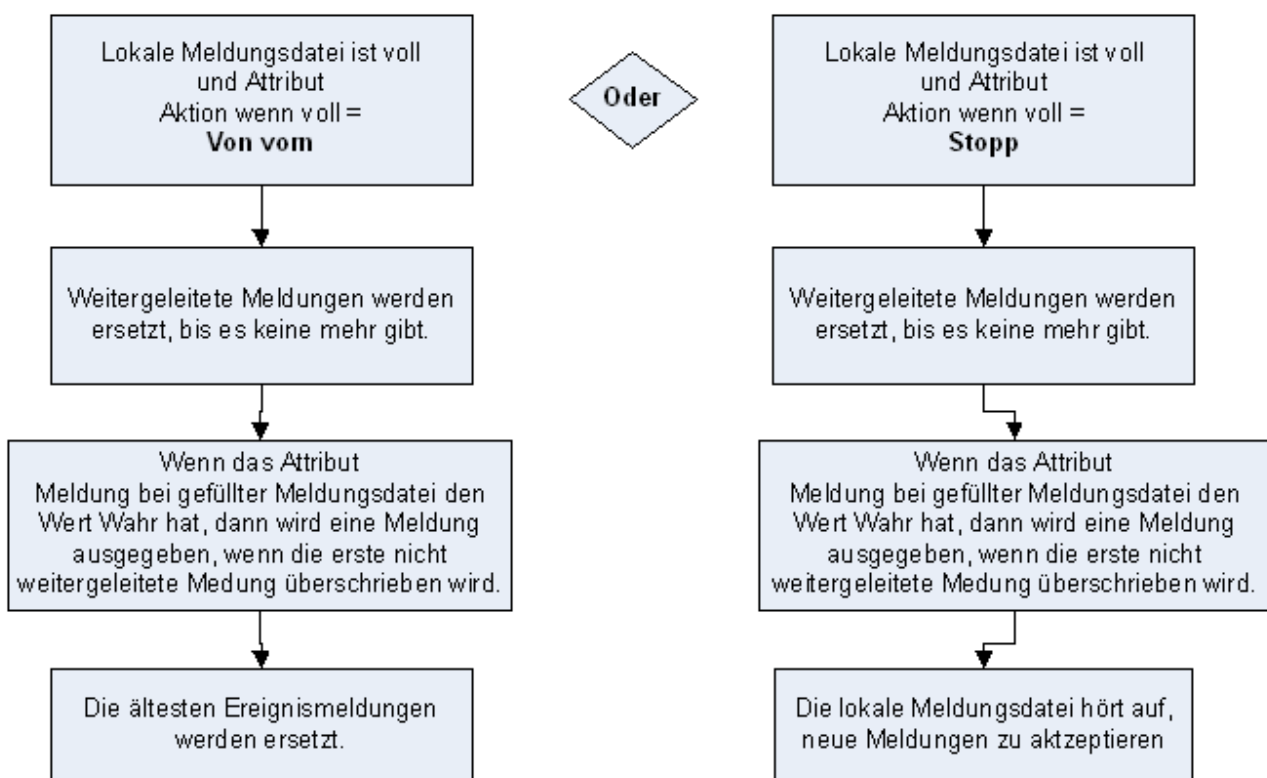 Lokale Meldungsdatei ist voll
und Attribut
Aktion wenn voll =
Von vorn
Oder
Lokale Meldungsdatei ist voll
und Attribut
Aktion wenn voll =
Stopp
Weitergeleitete Meldungen werden
ersetzt, bis es keine mehr gibt.
Weitergeleitete Meldungen werden
ersetzt, bis es keine mehr gibt.
Wenn das Attribut
Meldung bei gefüllter Meldungsdatei den
Wert Wahr hat, dann wird eine Meldung
ausgegeben, wenn die erste nicht
weitergeleitete Medung überschrieben wird.
Wenn das Attribut
Meldung bei gefüllter Meldungsdatei den
Wert Wahr hat, dann wird eine Meldung
ausgegeben, wenn die erste nicht
weitergeleitete Medung überschrieben wird.
Die ältesten Ereignismeldungen
werden ersetzt.
Die lokale Meldungsdatei hört auf,
neue Meldungen zu aktzeptieren